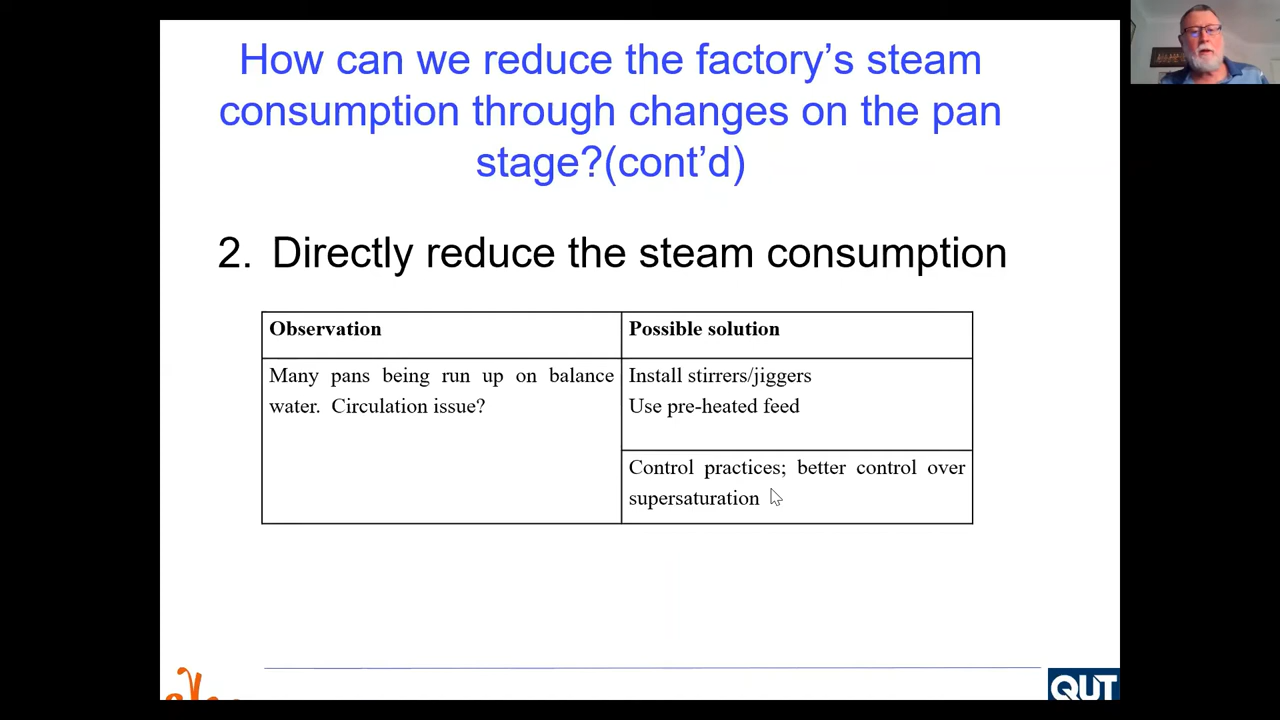 How can we reduce the factory’s steam
consumption through changes on the pan
stage?(cont’d)
2. Directly reduce the steam consumption
Observation
Possible solution
Many pans being run up on balance
water. Circulation issue?
Install stirrers/jiggers
Use pre-heated feed
Control practices; better control over
supersaturation
QUT